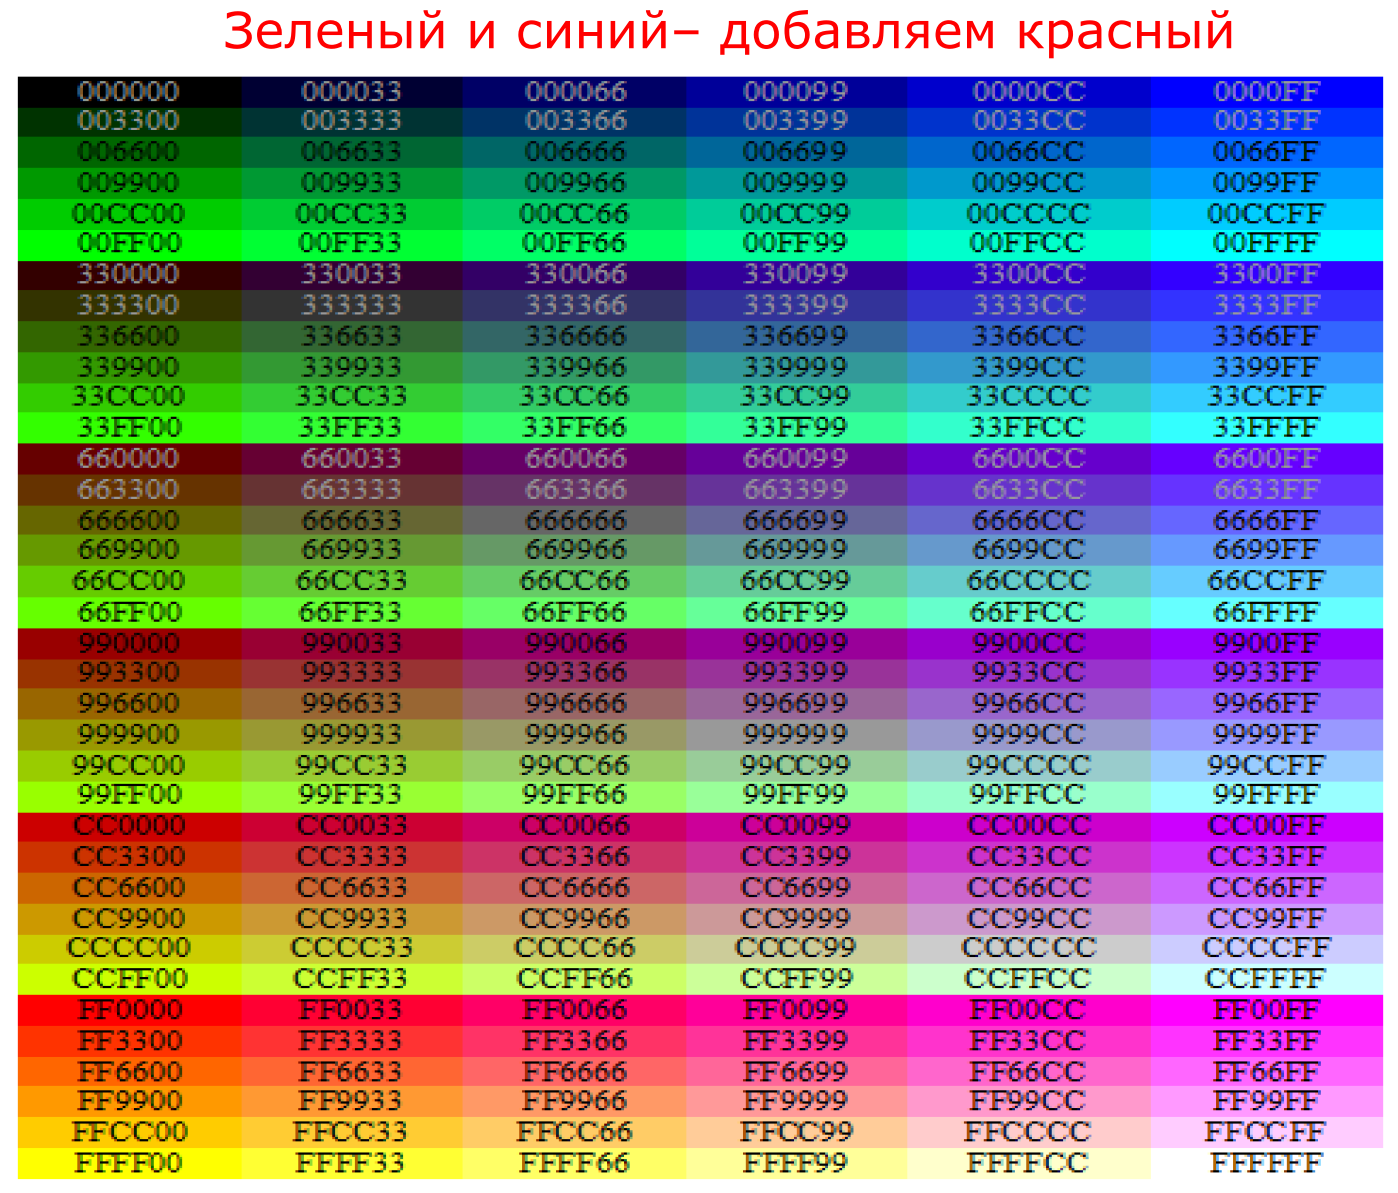 Зеленый и синий– добавляем красный
000000 000033 000066 000099 0000CC 0000FF
003300 003333 003366 003399 0033CC 0033FF
006600 006633 006666 006699 0066CC 0066FF
009900 009933 009966 009999 0099CC 0099FF
00CC00 00CC33 00CC66 00CC99 00CCCC 00CCFF
00FF00 00FF33 00FF66 00FF99 00FFCC 00FFFF
330000 330033 330066 330099 3300CC 3300FF
333300 333333 333366 333399 3333CC 3333FF
336600 336633 336666 336699 3366CC 3366FF
339900 339933 339966 339999 3399CC 3399FF
33CC00 33CC33 33CC66 33CC99 33CCCC 33CCFF
33FF00 33FF33 33FF66 33FF99 33FFCC 33FFFF
660000 660033 660066 660099 6600CC 6600FF
663300 663333 663366 663399 6633CC 6633FF
666600 666633 666666 666699 6666CC 6666FF
669900 669933 669966 669999 6699CC 6699FF
66CC00 66CC33 66CC66 66CC99 66CCCC 66CCFF
66FF00 66FF33 66FF66 66FF99 66FFCC 66FFFF
990000 990033 990066 990099 9900CC 9900FF
993300 993333 993366 993399 9933CC 9933FF
996600 996633 996666 996699 9966CC 9966FF
999900 999933 999966 999999 9999CC 9999FF
99CC00 99CC33 99CC66 99CC99 99CCCC 99CCFF
99FF00 99FF33 99FF66 99FF99 99FFCC 99FFFF
CC0000 CC0033 CC0066 CC0099 CC00CC CC00FF
CC3300 CC3333 CC3366 CC3399 CC33CC CC33FF
CC6600 CC6633 CC6666 CC6699 CC66CC CC66FF
CC9900 CC9933 CC9966 CC9999 CC99CC CC99FF
CCCC00 CCCC33 CCCC66 CCCC99 CCCCCC CCCCFF
CCFF00 CCFF33 CCFF66 CCFF99 CCFFCC CCFFFF
FF0000 FF0033 FF0066 FF0099 FF00CC FF00FF
FF3300 FF3333 FF3366 FF3399 FF33CC FF33FF
FF6600 FF6633 FF6666 FF6699 FF66CC FF66FF
FF9900 FF9933 FF9966 FF9999 FF99CC FF99FF
FFCC00 FFCC33 FFCC66 FFCC99 FFCCCC FFCCFF
FFFF00 FFFF33 FFFF66 FFFF99 FFFFCC FFFFFF